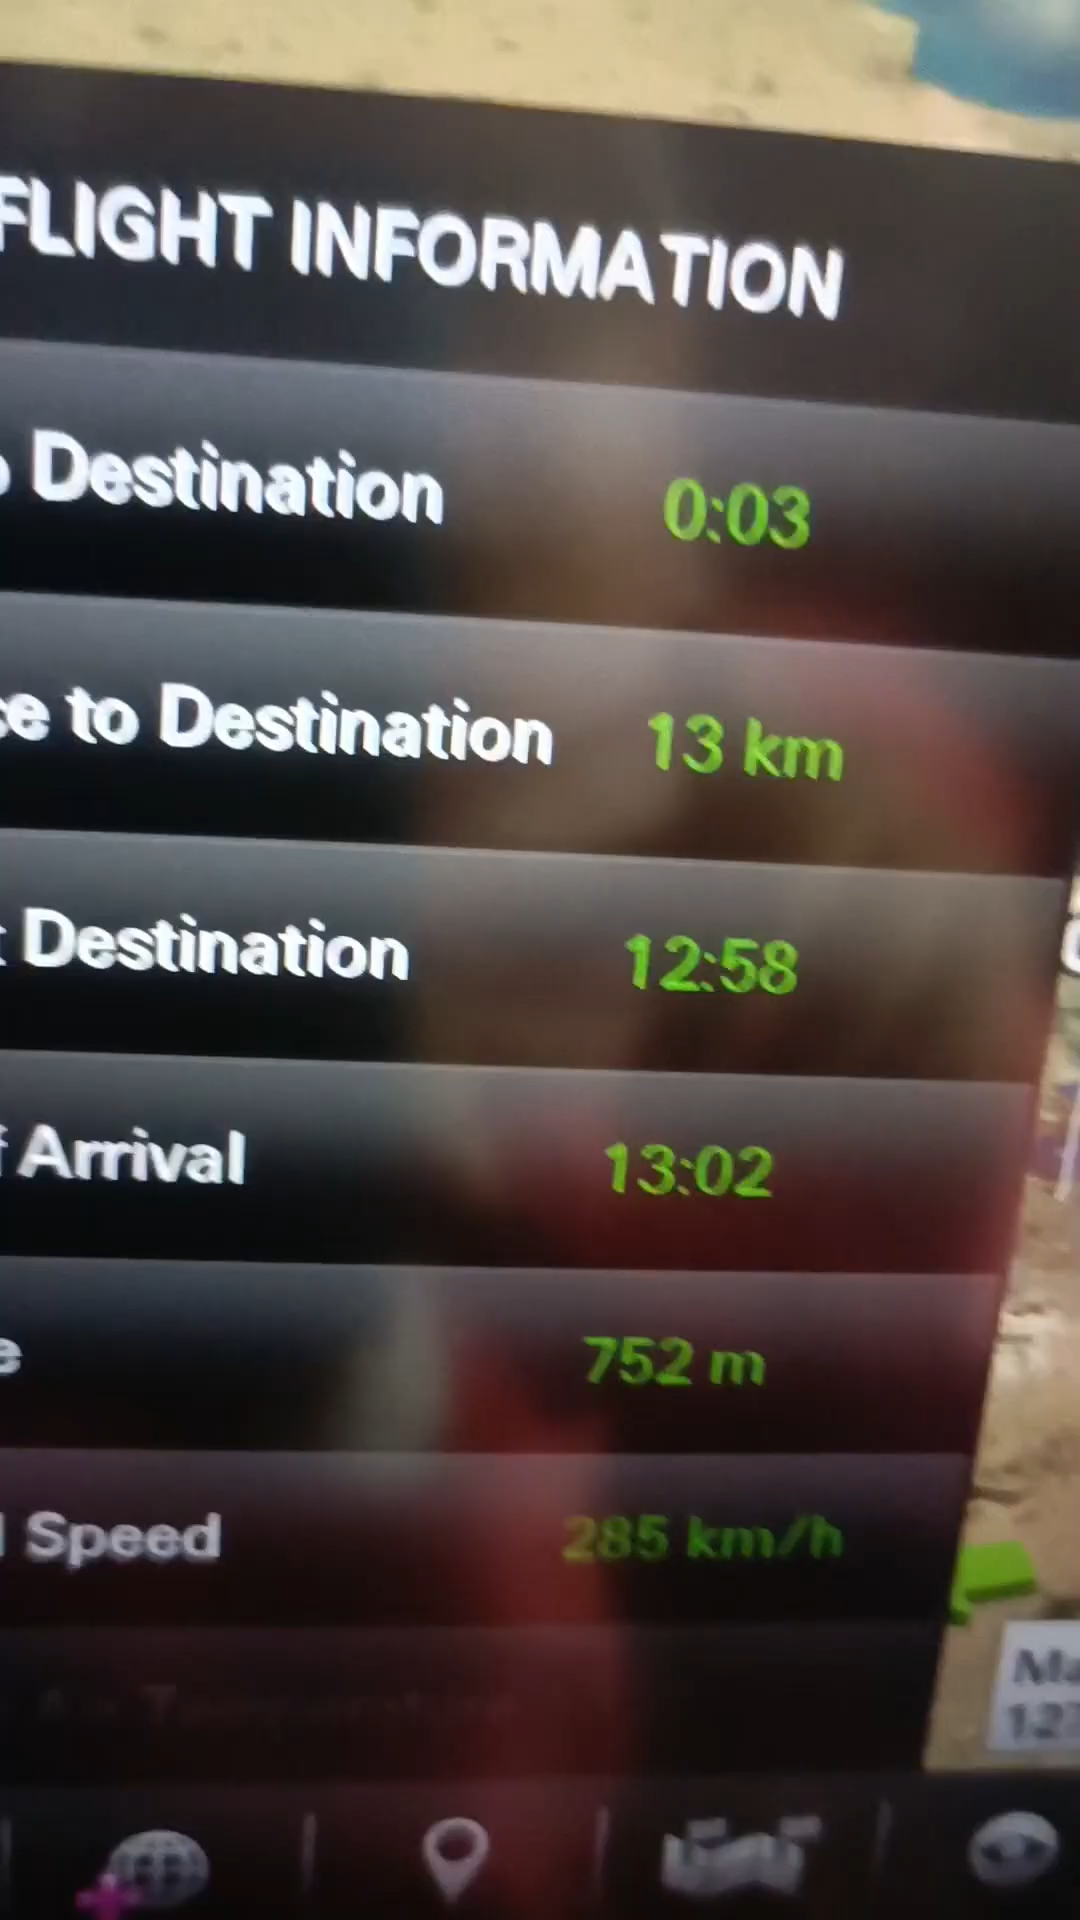 FLIGHT INFORMATION
Destination 0:03
to Destination 13 km
Destination 12:58
Arrival 13:02
752 m
Speed 285 km/h